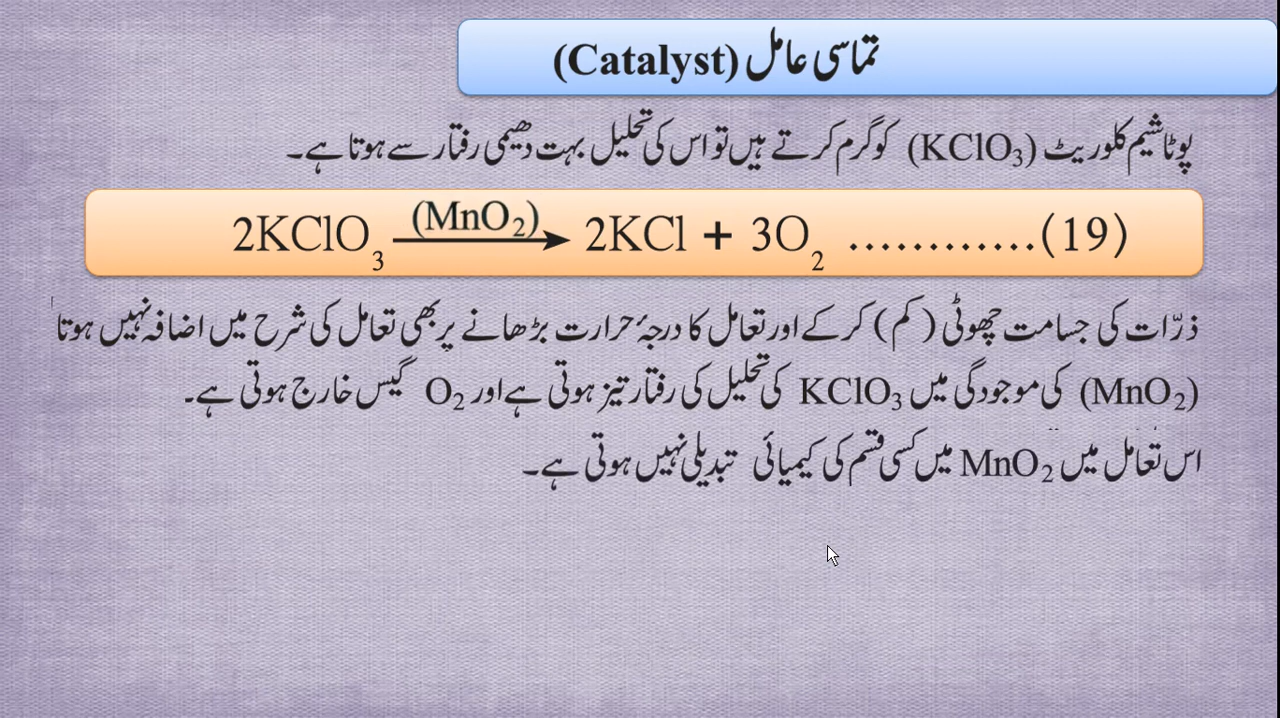 تماسی عامل (Catalyst)
پوٹاشیم کلوریٹ (KClO₃) کو گرم کرتے ہیں تو اس کی تحلیل بہت دھیمی رفتار سے ہوتا ہے۔
2KClO₃ (MnO₂)⟶ 2KCl + 3O₂ ............(19)
ذرّات کی جسامت چھوٹی (کم) کر کے اور تعامل کا درجۂ حرارت بڑھانے پر بھی تعامل کی شرح میں اضافہ نہیں ہوتا
(MnO₂) کی موجودگی میں KClO₃ کی تحلیل کی رفتار تیز ہوتی ہے اور O₂ گیس خارج ہوتی ہے۔
اس تعامل میں MnO₂ میں کسی قسم کی کیمیائی تبدیلی نہیں ہوتی ہے۔